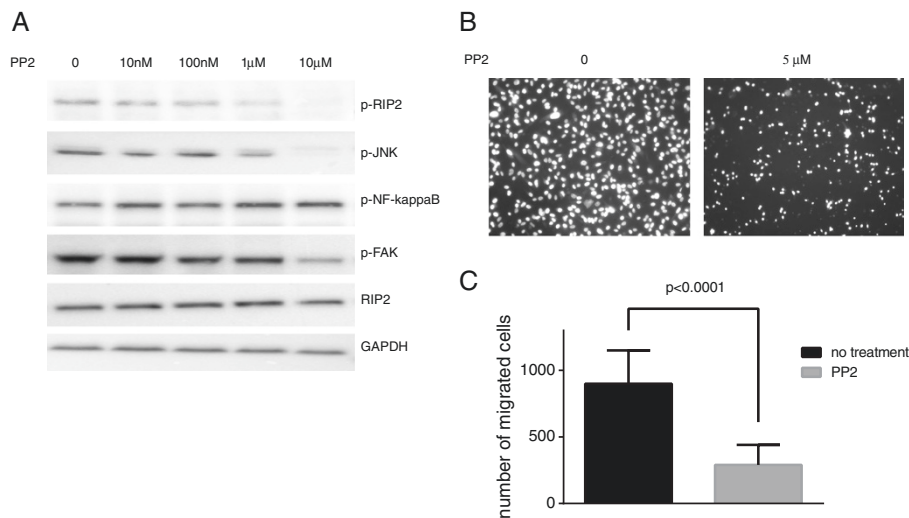 A
PP2 0 10nM 100nM 1μM 10μM
p-RIP2
p-JNK
p-NF-kappaB
p-FAK
RIP2
GAPDH
B
PP2 0 5 μM
C
p<0.0001
number of migrated cells
1000
500
0
no treatment
PP2